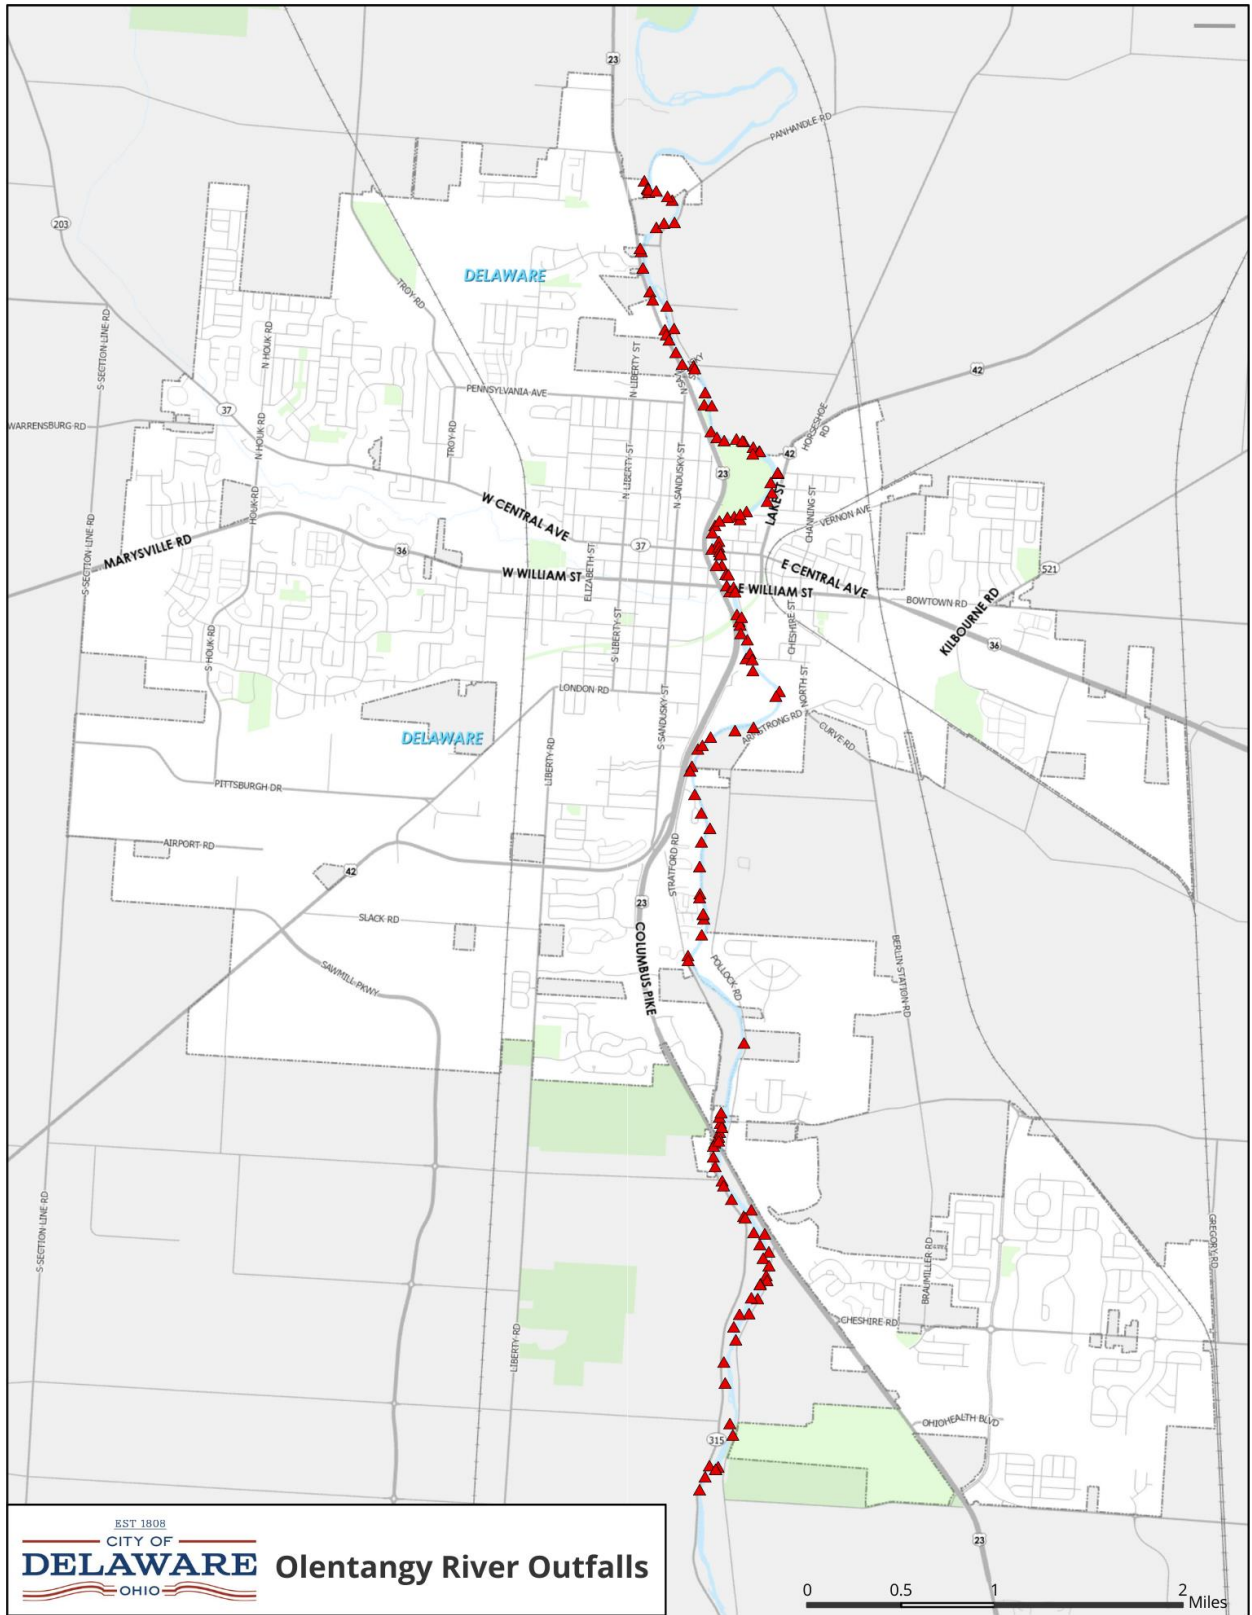 23
PANHANDLE RD
203
DELAWARE
TROY RD
S SECTION LINE RD
N HOUK RD
N LIBERTY ST
42
PENNSYLVANIA AVE
37
HORSESHOE
RD
WARRENSBURG RD
N HOUK RD
TROY RD
42
N LIBERTY ST
N SANDUSKY ST
23
LAKE ST
CHANNING ST
VERNON AVE
HOUK RD
W CENTRAL AVE
S SECTION LINE RD
MARYSVILLE RD
36
37
W WILLIAM ST
ELIZABETH ST
E CENTRAL AVE
E WILLIAM ST
521
BOWTOWN RD
KILBOURNE RD
36
CHESHIRE ST
S HOUK RD
S LIBERTY ST
LONDON RD
NORTH ST
S SANDUSKY ST
ARMSTRONG RD
CURVE RD
DELAWARE
LIBERTY RD
PITTSBURGH DR
AIRPORT RD
42
STRATFORD RD
23
SLACK RD
COLUMBUS PIKE
SAWMILL PKWY
POLLOCK RD
BERLIN STATION RD
S SECTION LINE RD
GREGORY RD
BRAUMILLER RD
CHESHIRE RD
LIBERTY RD
OHIOHEALTH BLVD
315
23
EST 1808
CITY OF
DELAWARE
OHIO
Olentangy River Outfalls
0 0.5 1 2
Miles